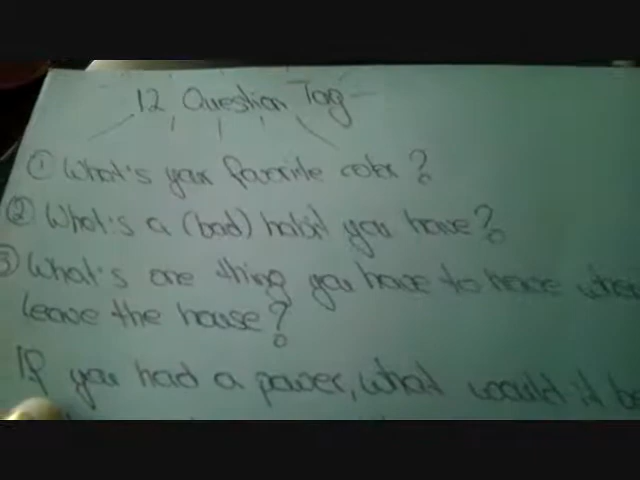 12 Question Tag
① What's your favorite color?
② What's a (bad) habit you have?
③ What's one thing you have to have when
leave the house?
If you had a power, what would it be